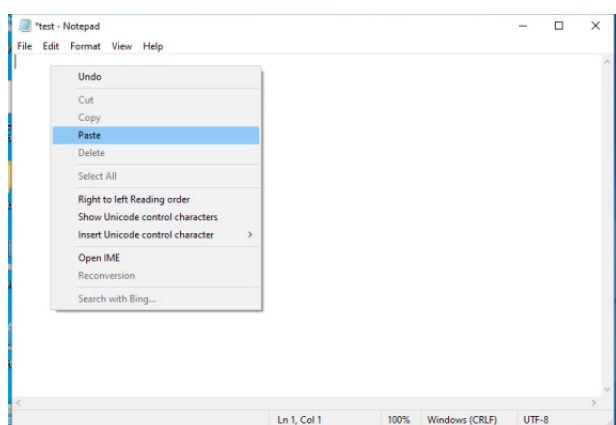 *test - Notepad
File Edit Format View Help
Undo
Cut
Copy
Paste
Delete
Select All
Right to left Reading order
Show Unicode control characters
Insert Unicode control character
Open IME
Reconversion
Search with Bing...
Ln 1, Col 1 100% Windows (CRLF) UTF-8